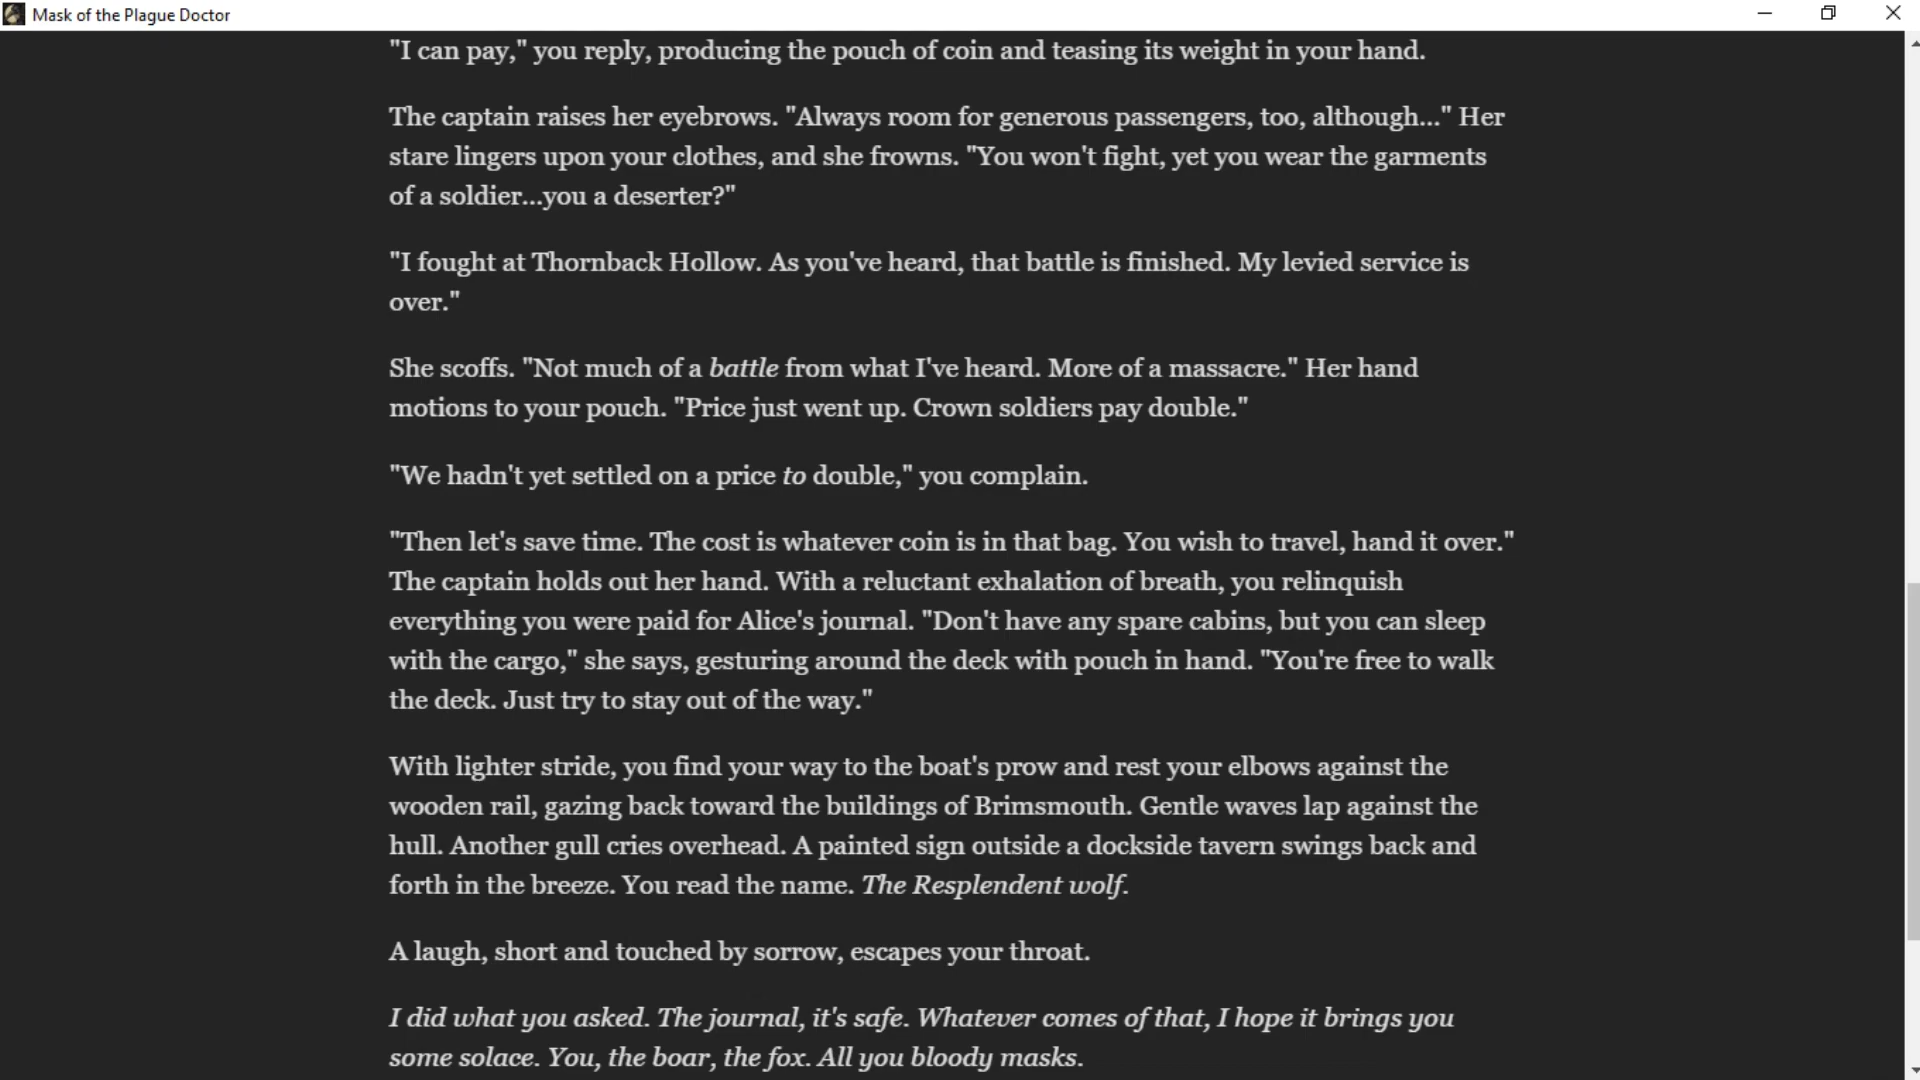 Mask of the Plague Doctor
"I can pay," you reply, producing the pouch of coin and teasing its weight in your hand.
The captain raises her eyebrows. "Always room for generous passengers, too, although..." Her
stare lingers upon your clothes, and she frowns. "You won't fight, yet you wear the garments
of a soldier...you a deserter?"
"I fought at Thornback Hollow. As you've heard, that battle is finished. My levied service is
over."
She scoffs. "Not much of a battle from what I've heard. More of a massacre." Her hand
motions to your pouch. "Price just went up. Crown soldiers pay double."
"We hadn't yet settled on a price to double," you complain.
"Then let's save time. The cost is whatever coin is in that bag. You wish to travel, hand it over."
The captain holds out her hand. With a reluctant exhalation of breath, you relinquish
everything you were paid for Alice's journal. "Don't have any spare cabins, but you can sleep
with the cargo," she says, gesturing around the deck with pouch in hand. "You're free to walk
the deck. Just try to stay out of the way."
With lighter stride, you find your way to the boat's prow and rest your elbows against the
wooden rail, gazing back toward the buildings of Brimsmouth. Gentle waves lap against the
hull. Another gull cries overhead. A painted sign outside a dockside tavern swings back and
forth in the breeze. You read the name. The Resplendent wolf.
A laugh, short and touched by sorrow, escapes your throat.
I did what you asked. The journal, it's safe. Whatever comes of that, I hope it brings you
some solace. You, the boar, the fox. All you bloody masks.